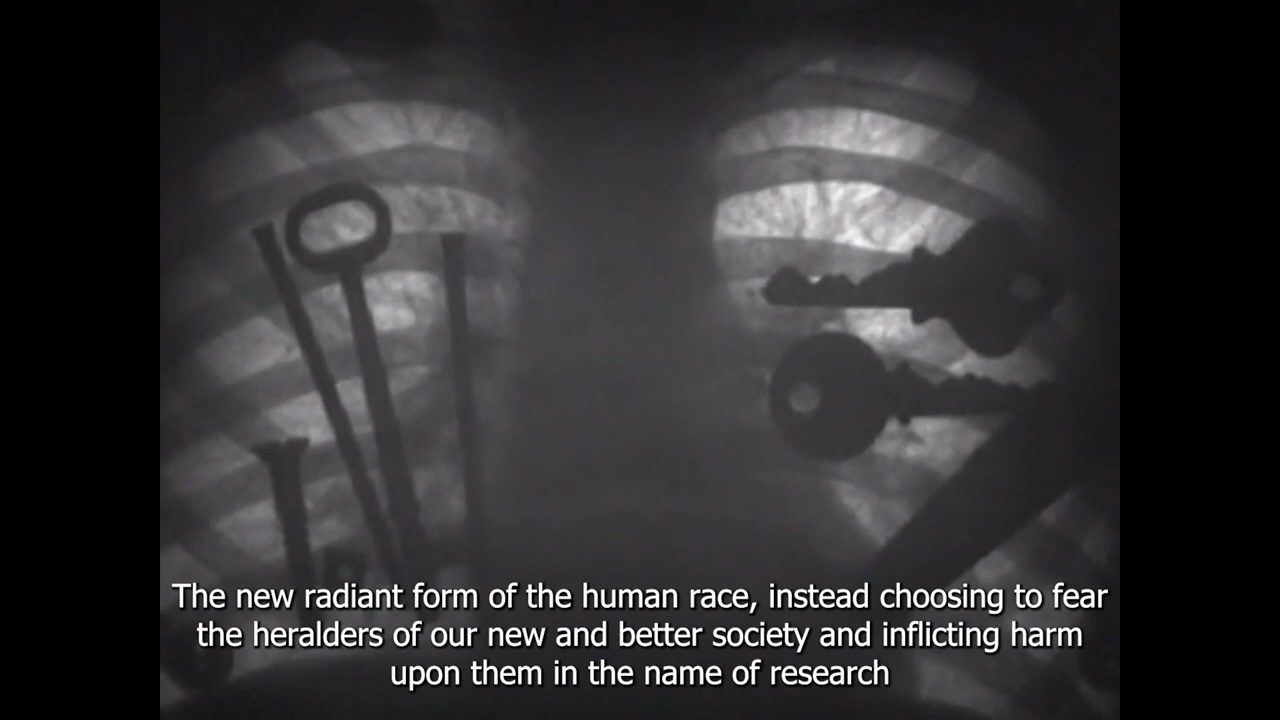 The new radiant form of the human race, instead choosing to fear
the heralders of our new and better society and inflicting harm
upon them in the name of research